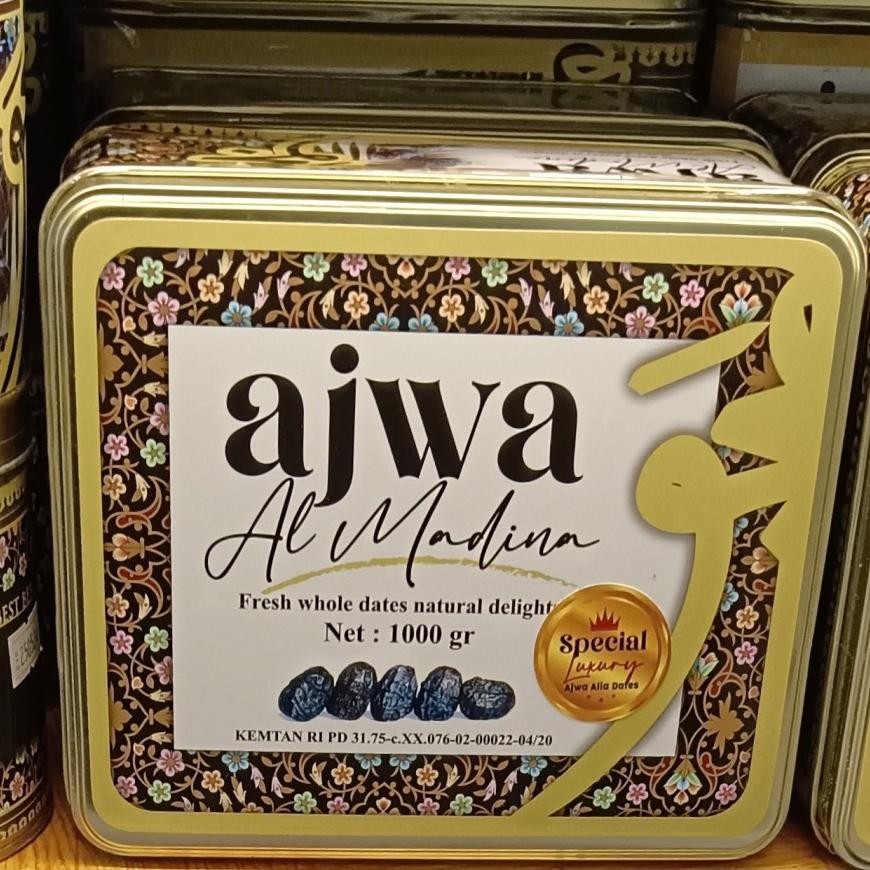 ajwa
Al Madina
Fresh whole dates natural delight
Net : 1000 gr
Special
Luxury
Ajwa Alia Dates
KEMTAN RI PD 31.75-c.XX.076-02-00022-04/20